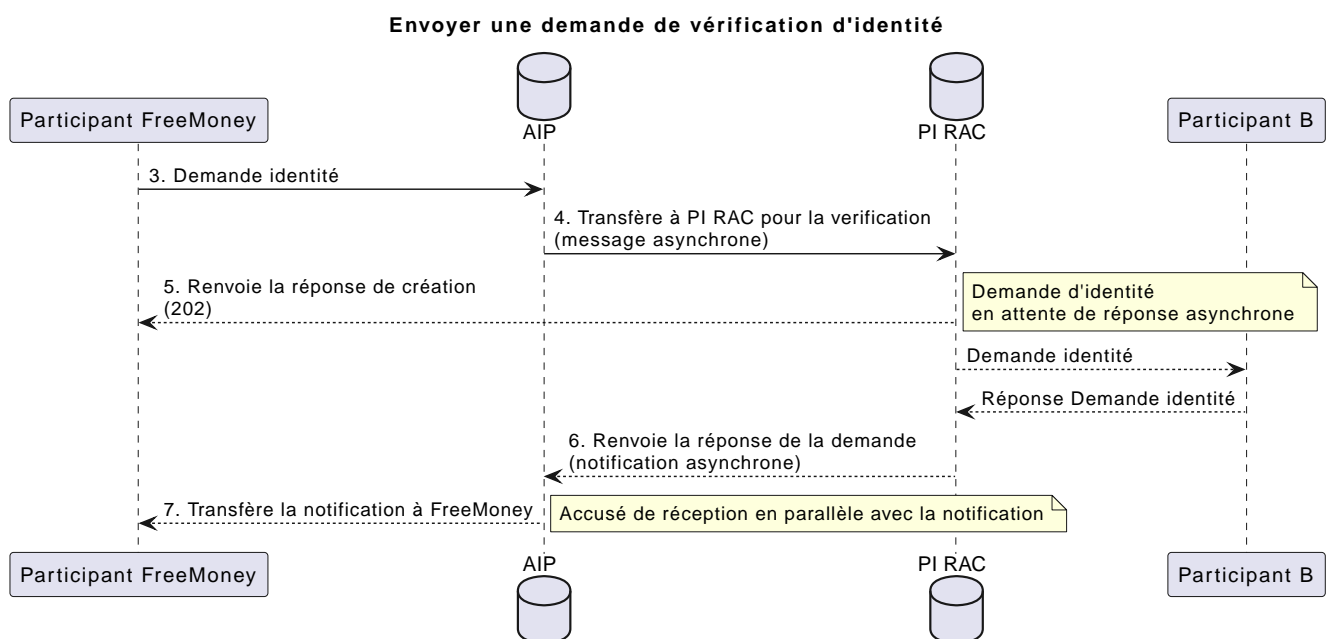 Envoyer une demande de vérification d'identité
Participant FreeMoney
AIP
PI RAC
Participant B
3. Demande identité
4. Transfère à PI RAC pour la verification
(message asynchrone)
5. Renvoie la réponse de création
(202)
Demande d'identité
en attente de réponse asynchrone
Demande identité
Réponse Demande identité
6. Renvoie la réponse de la demande
(notification asynchrone)
7. Transfère la notification à FreeMoney
Accusé de réception en parallèle avec la notification
Participant FreeMoney
AIP
PI RAC
Participant B